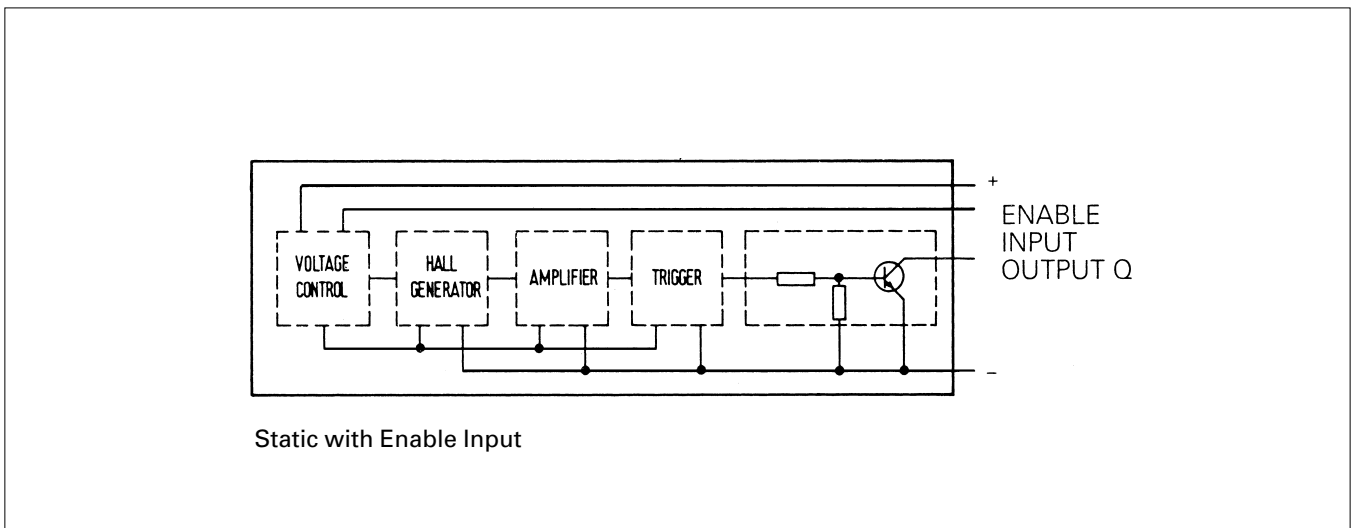 +
ENABLE
INPUT
OUTPUT Q
VOLTAGE
CONTROL
HALL
GENERATOR
AMPLIFIER
TRIGGER
–
Static with Enable Input